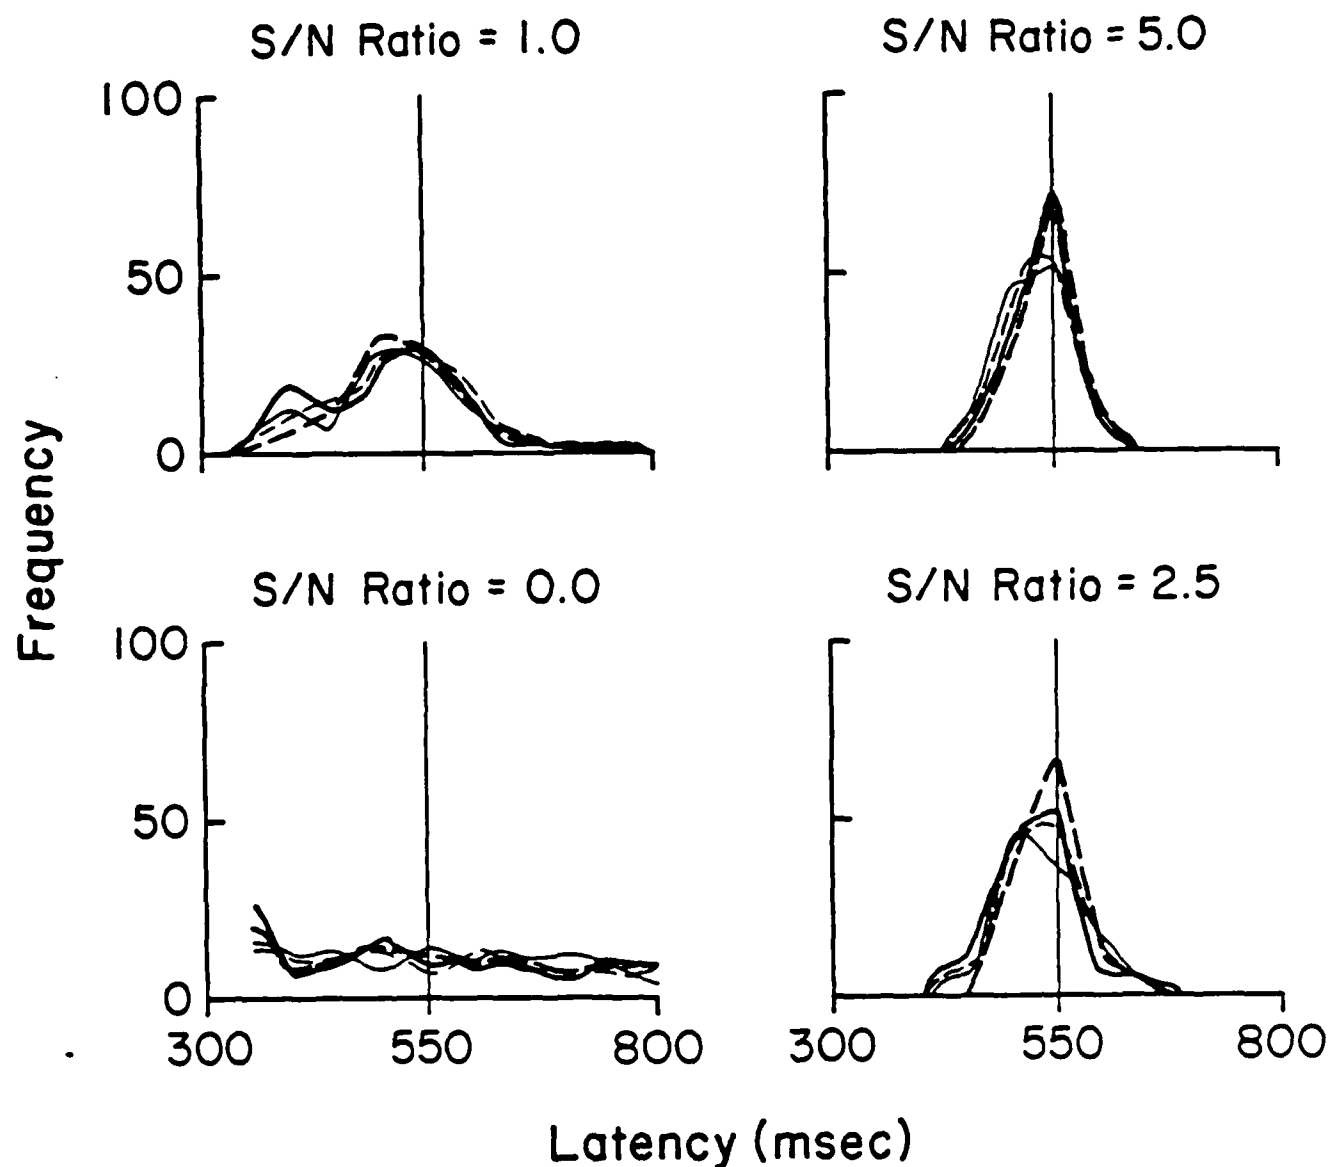 S/N Ratio = 1.0
S/N Ratio = 5.0
100
50
0
Frequency
S/N Ratio = 0.0
S/N Ratio = 2.5
100
50
0
300 550 800
300 550 800
Latency (msec)